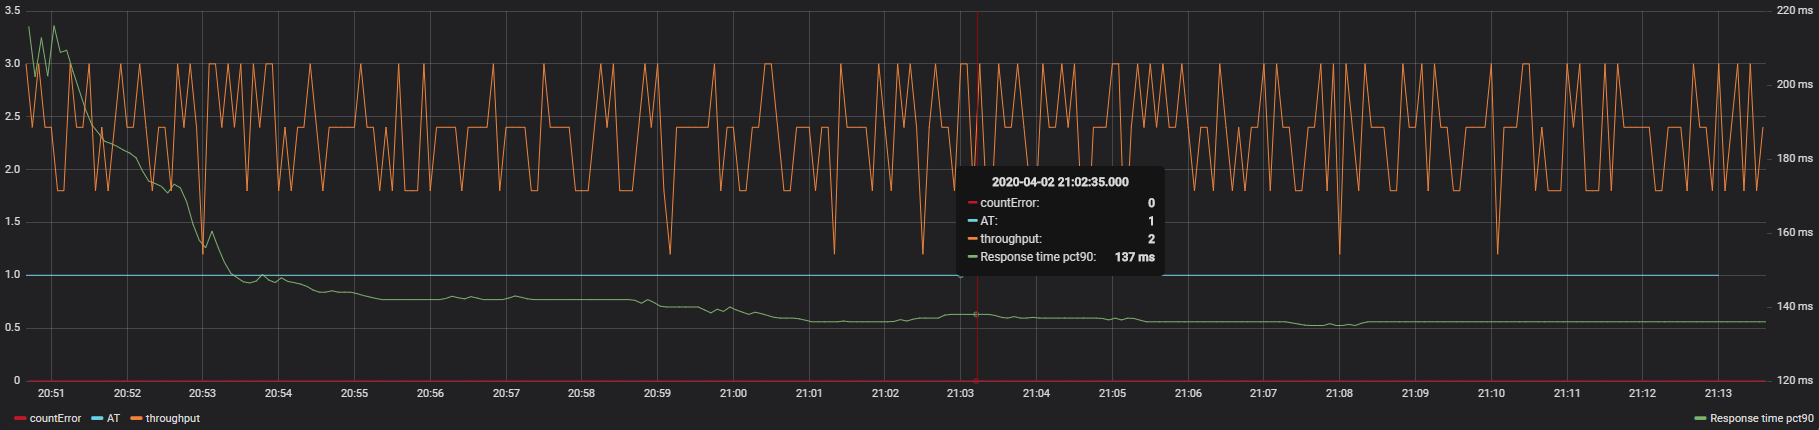 3.5
3.0
2.5
2.0
1.5
1.0
0.5
0
220 ms
200 ms
180 ms
160 ms
140 ms
120 ms
2020-04-02 21:02:35.000
countError: 0
AT: 1
throughput: 2
Response time pct90: 137 ms
20:51 20:52 20:53 20:54 20:55 20:56 20:57 20:58 20:59 21:00 21:01 21:02 21:03 21:04 21:05 21:06 21:07 21:08 21:09 21:10 21:11 21:12 21:13
countError AT throughput Response time pct90